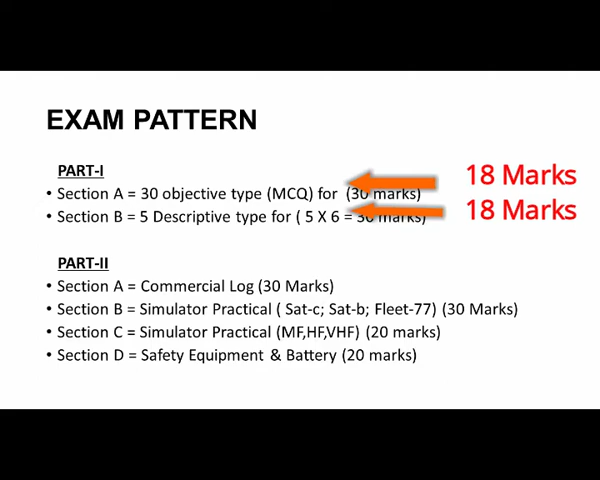 EXAM PATTERN
PART-I
• Section A = 30 objective type (MCQ) for (30 marks) 18 Marks
• Section B = 5 Descriptive type for ( 5 X 6 = 30 marks) 18 Marks
PART-II
• Section A = Commercial Log (30 Marks)
• Section B = Simulator Practical ( Sat-c; Sat-b; Fleet-77) (30 Marks)
• Section C = Simulator Practical (MF,HF,VHF) (20 marks)
• Section D = Safety Equipment & Battery (20 marks)